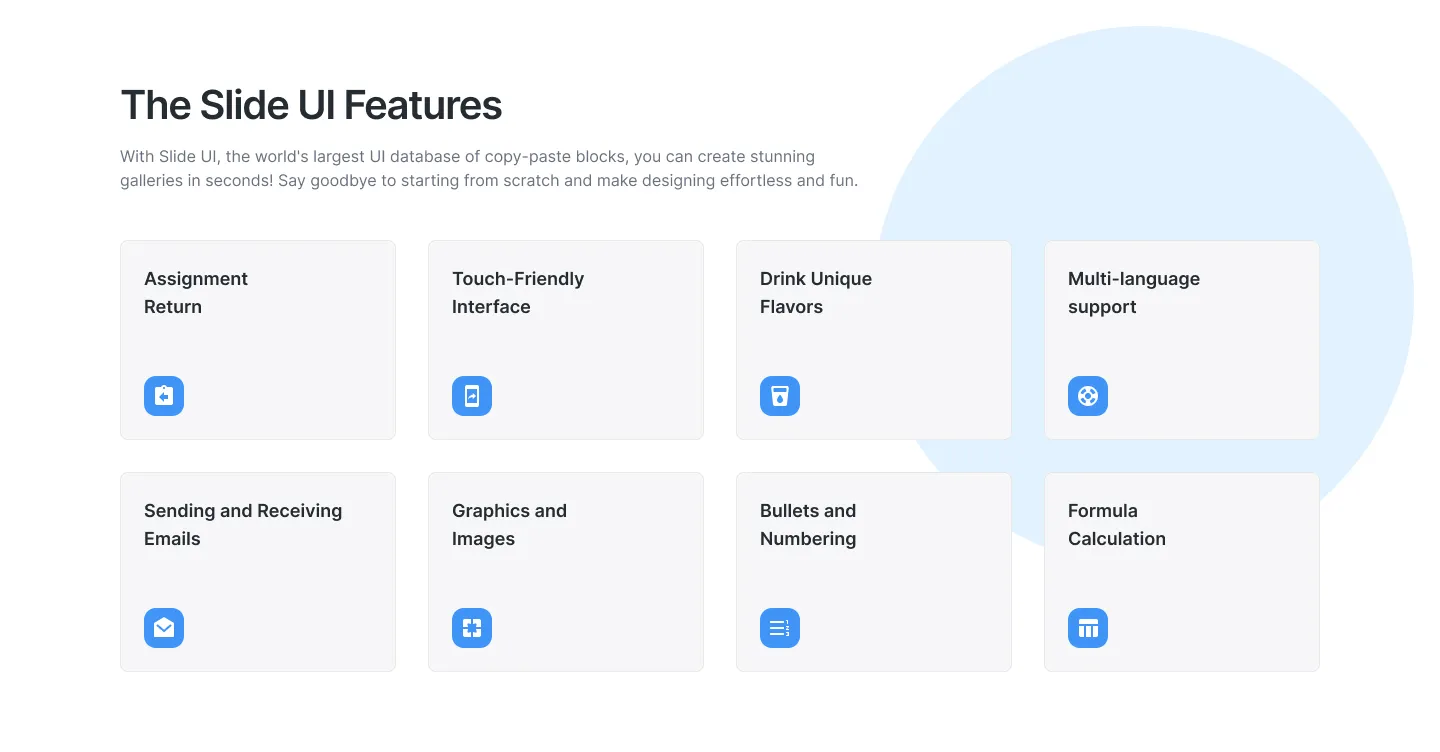 The Slide UI Features
With Slide UI, the world's largest UI database of copy-paste blocks, you can create stunning
galleries in seconds! Say goodbye to starting from scratch and make designing effortless and fun.
Assignment
Return
Touch-Friendly
Interface
Drink Unique
Flavors
Multi-language
support
Sending and Receiving
Emails
Graphics and
Images
Bullets and
Numbering
1
2
3
Formula
Calculation